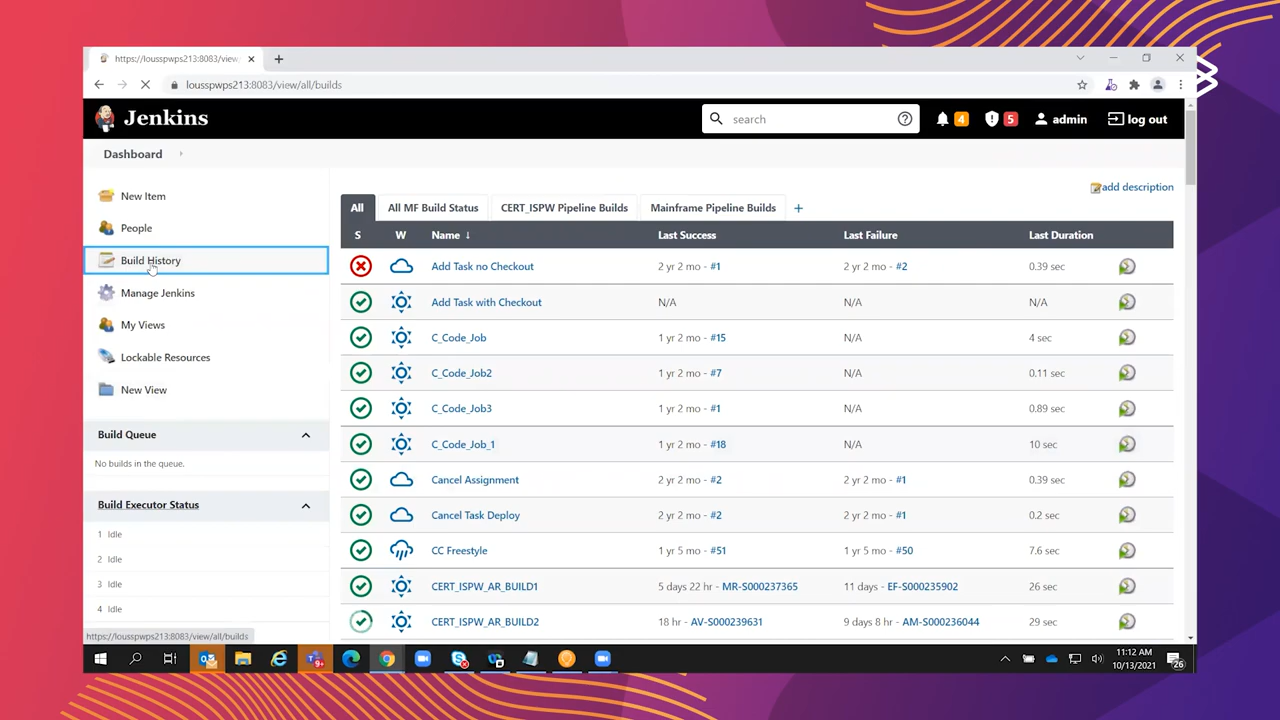 https://lousspwps213:8083/view
lousspwps213:8083/view/all/builds
Jenkins
search
4
5
admin
log out
Dashboard
add description
New Item
People
Build History
Manage Jenkins
My Views
Lockable Resources
New View
Build Queue
No builds in the queue.
Build Executor Status
1 Idle
2 Idle
3 Idle
4 Idle
All All MF Build Status CERT_ISPW Pipeline Builds Mainframe Pipeline Builds +
S W Name ↓ Last Success Last Failure Last Duration
Add Task no Checkout 2 yr 2 mo - #1 2 yr 2 mo - #2 0.39 sec
Add Task with Checkout N/A N/A N/A
C_Code_Job 1 yr 2 mo - #15 N/A 4 sec
C_Code_Job2 1 yr 2 mo - #7 N/A 0.11 sec
C_Code_Job3 1 yr 2 mo - #1 N/A 0.89 sec
C_Code_Job_1 1 yr 2 mo - #18 N/A 10 sec
Cancel Assignment 2 yr 2 mo - #2 2 yr 2 mo - #1 0.39 sec
Cancel Task Deploy 2 yr 2 mo - #2 2 yr 2 mo - #1 0.2 sec
CC Freestyle 1 yr 5 mo - #51 1 yr 5 mo - #50 7.6 sec
CERT_ISPW_AR_BUILD1 5 days 22 hr - MR-S000237365 11 days - EF-S000235902 26 sec
CERT_ISPW_AR_BUILD2 18 hr - AV-S000239631 9 days 8 hr - AM-S000236044 29 sec
https://lousspwps213:8083/view/all/builds
11:12 AM
10/13/2021
26